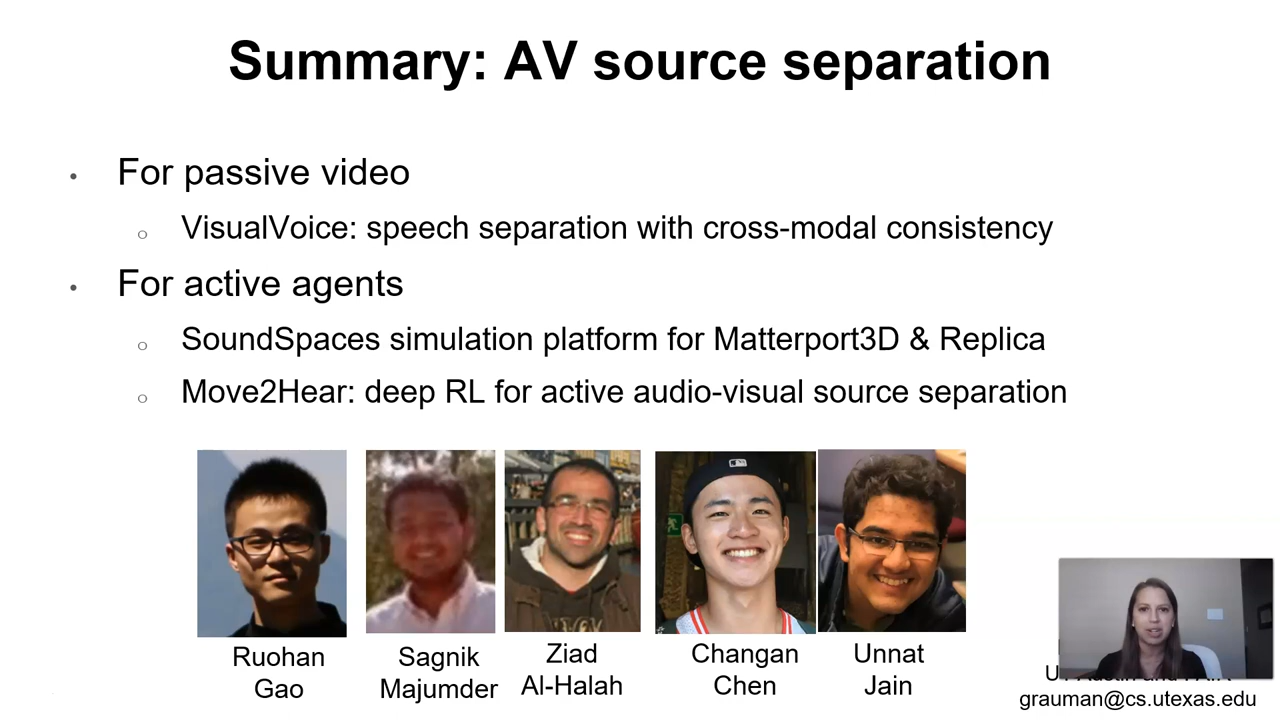 Summary: AV source separation
• For passive video
o VisualVoice: speech separation with cross-modal consistency
• For active agents
o SoundSpaces simulation platform for Matterport3D & Replica
o Move2Hear: deep RL for active audio-visual source separation
Ruohan
Gao
Sagnik
Majumder
Ziad
Al-Halah
Changan
Chen
Unnat
Jain
grauman@cs.utexas.edu